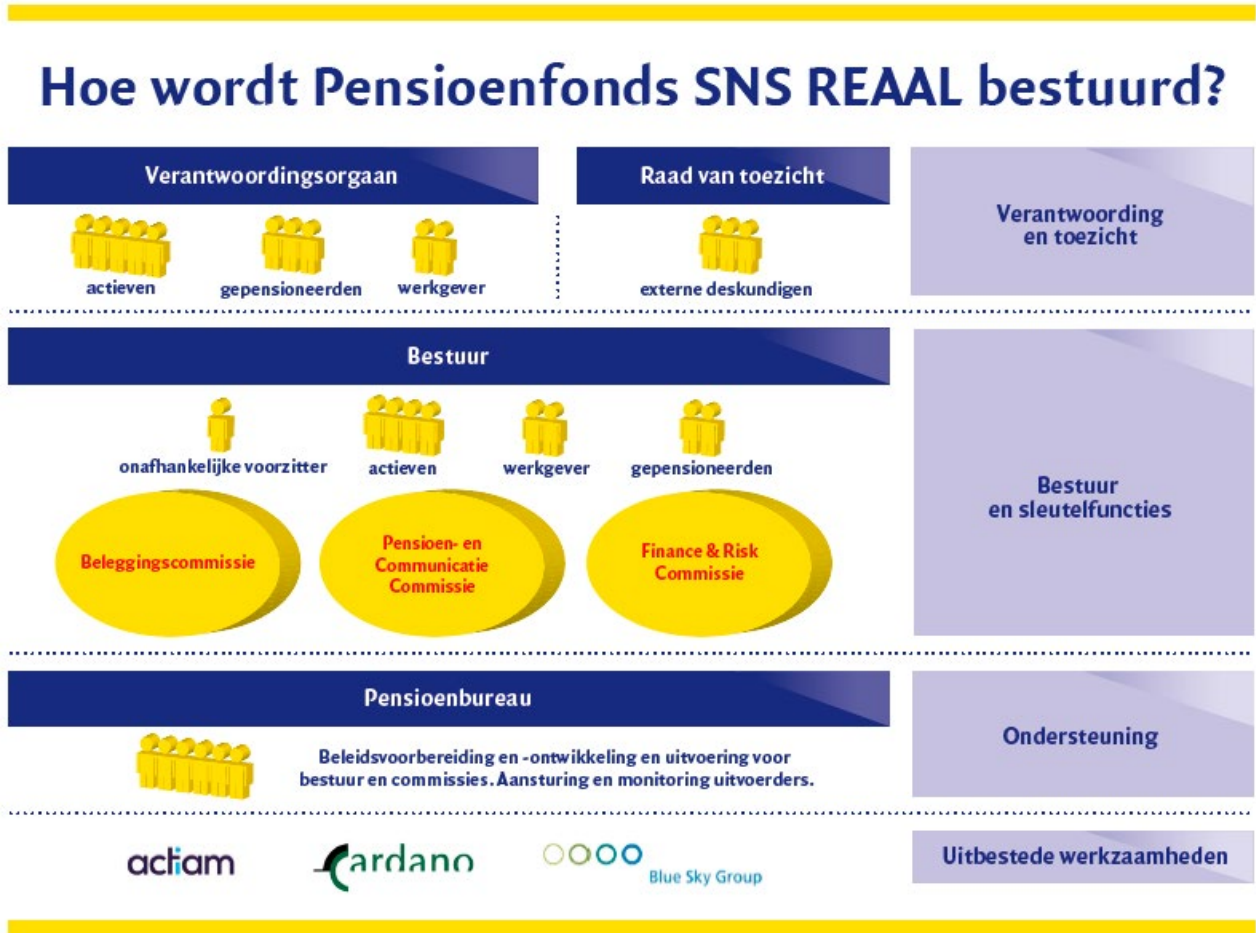 Hoe wordt Pensioenfonds SNS REAAL bestuurd?
Verantwoordingsorgaan
Raad van toezicht
Verantwoording
en toezicht
actieven
gepensioneerden
werkgever
externe deskundigen
Bestuur
onafhankelijke voorzitter
actieven
werkgever
gepensioneerden
Bestuur
en sleutelfuncties
Beleggingscommissie
Pensioen- en
Communicatie
Commissie
Finance & Risk
Commissie
Pensioenbureau
Beleidsvoorbereiding en -ontwikkeling en uitvoering voor
bestuur en commissies. Aansturing en monitoring uitvoerders.
Ondersteuning
actiam
Cardano
Blue Sky Group
Uitbestede werkzaamheden